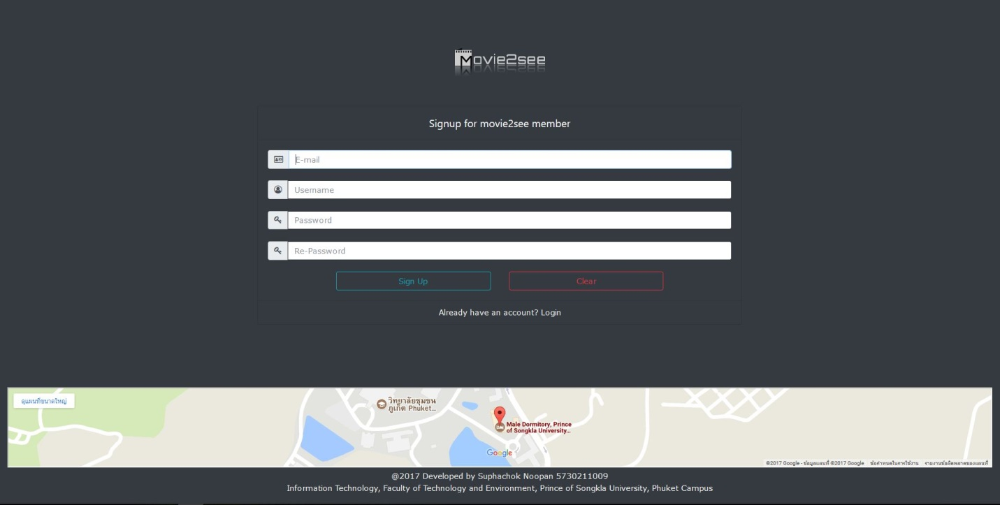 Movie2see
Signup for movie2see member
E-mail
Username
Password
Re-Password
Sign Up
Clear
Already have an account? Login
ดูแผนที่ขนาดใหญ่
วิทยาลัยชุมชน
ภูเก็ต Phuket...
Male Dormitory, Prince
of Songkla University...
Google
©2017 Google - ข้อมูลแผนที่ ©2017 Google ข้อกำหนดในการใช้งาน รายงานข้อผิดพลาดของแผนที่
@2017 Developed by Suphachok Noopan 5730211009
Information Technology, Faculty of Technology and Environment, Prince of Songkla University, Phuket Campus